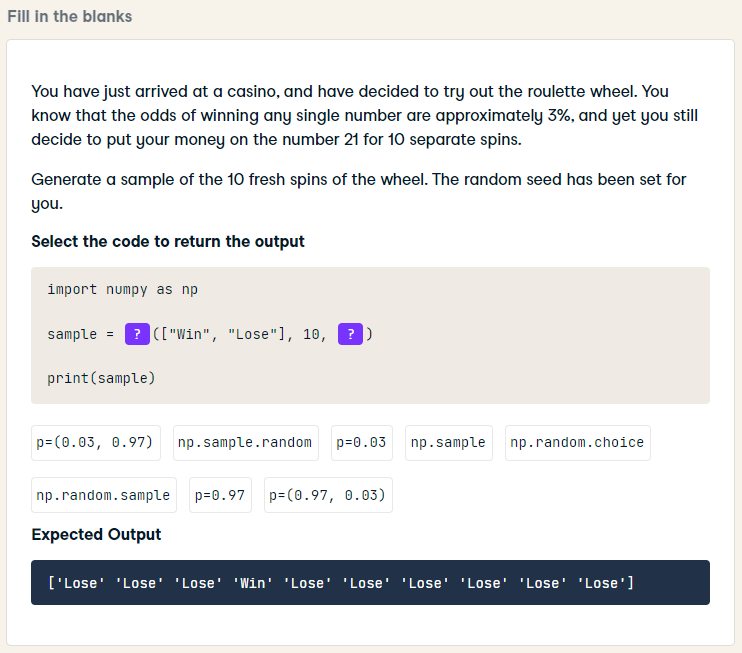 Fill in the blanks
You have just arrived at a casino, and have decided to try out the roulette wheel. You
know that the odds of winning any single number are approximately 3%, and yet you still
decide to put your money on the number 21 for 10 separate spins.
Generate a sample of the 10 fresh spins of the wheel. The random seed has been set for
you.
Select the code to return the output
import numpy as np
sample = ? (["Win", "Lose"], 10, ? )
print(sample)
p=(0.03, 0.97) np.sample.random p=0.03 np.sample np.random.choice
np.random.sample p=0.97 p=(0.97, 0.03)
Expected Output
['Lose' 'Lose' 'Lose' 'Win' 'Lose' 'Lose' 'Lose' 'Lose' 'Lose' 'Lose']